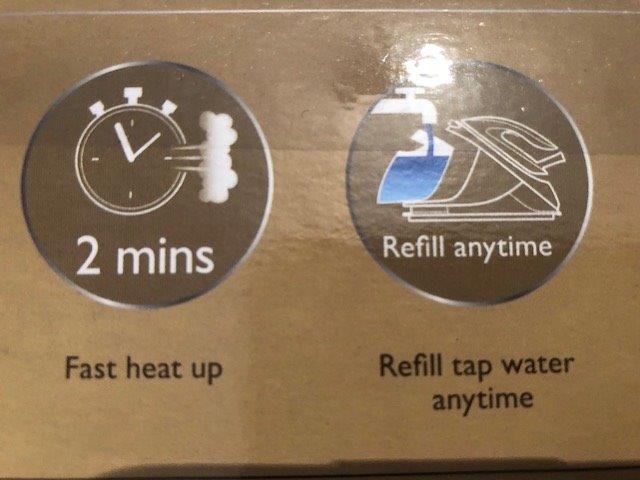 2 mins
Refill anytime
Fast heat up
Refill tap water
anytime